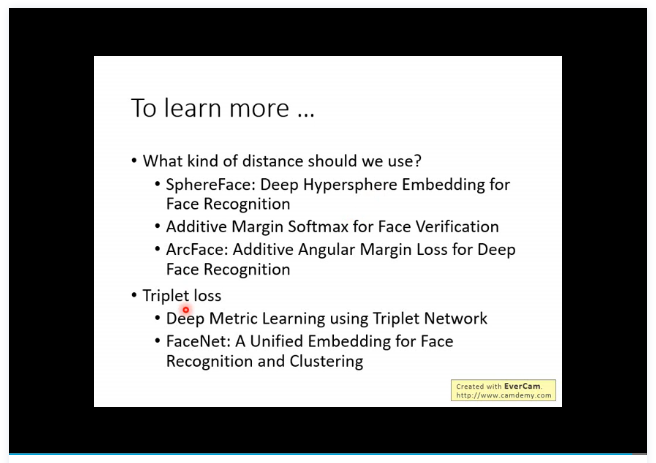 To learn more ...
• What kind of distance should we use?
• SphereFace: Deep Hypersphere Embedding for
Face Recognition
• Additive Margin Softmax for Face Verification
• ArcFace: Additive Angular Margin Loss for Deep
Face Recognition
• Triplet loss
• Deep Metric Learning using Triplet Network
• FaceNet: A Unified Embedding for Face
Recognition and Clustering
Created with EverCam.
http://www.camdemy.com